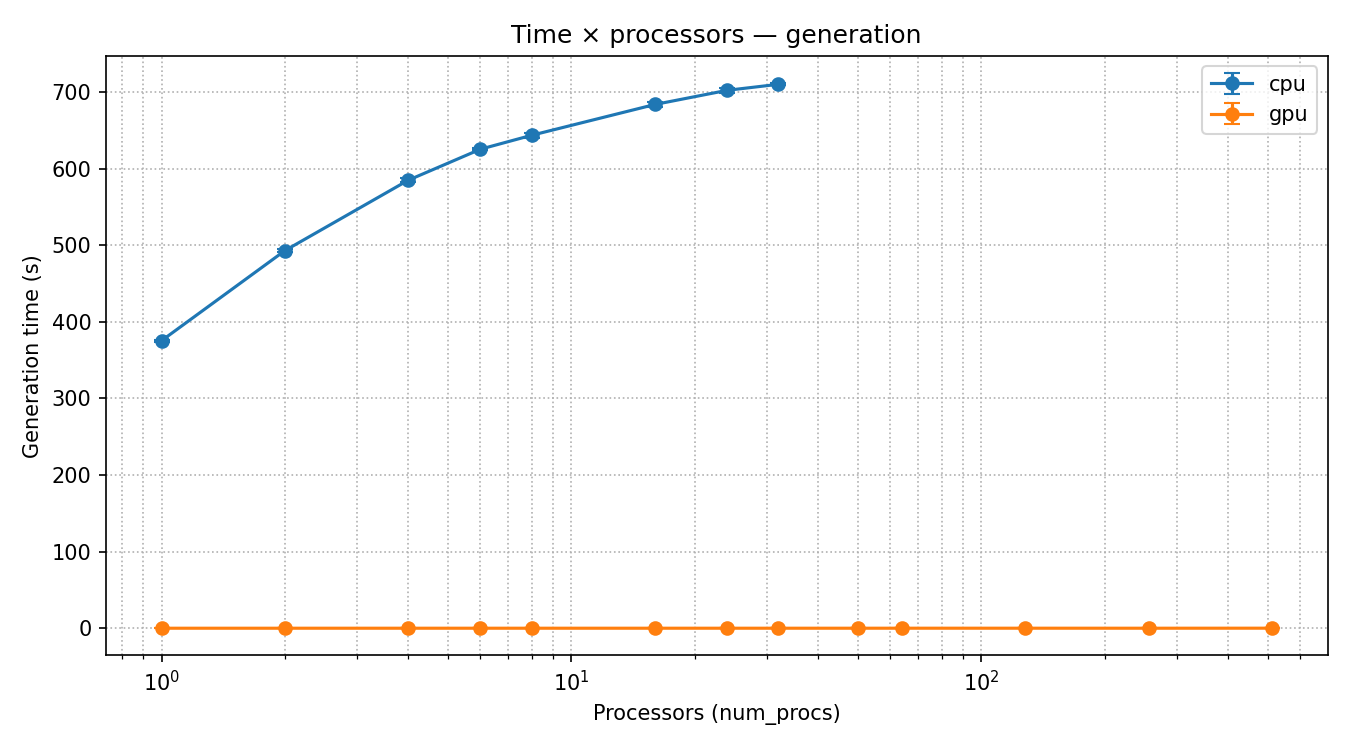 Time × processors — generation
cpu
gpu
Generation time (s)
700
600
500
400
300
200
100
0
10⁰
10¹
10²
Processors (num_procs)